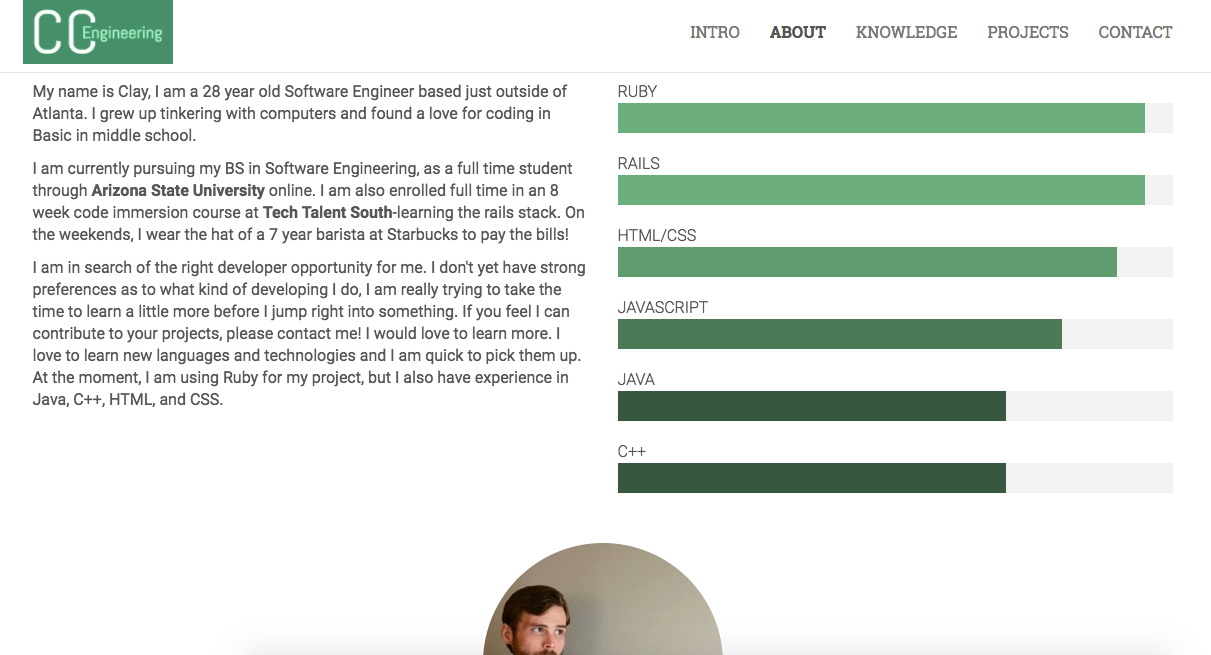 CC Engineering
INTRO ABOUT KNOWLEDGE PROJECTS CONTACT
My name is Clay, I am a 28 year old Software Engineer based just outside of
Atlanta. I grew up tinkering with computers and found a love for coding in
Basic in middle school.
I am currently pursuing my BS in Software Engineering, as a full time student
through Arizona State University online. I am also enrolled full time in an 8
week code immersion course at Tech Talent South-learning the rails stack. On
the weekends, I wear the hat of a 7 year barista at Starbucks to pay the bills!
I am in search of the right developer opportunity for me. I don't yet have strong
preferences as to what kind of developing I do, I am really trying to take the
time to learn a little more before I jump right into something. If you feel I can
contribute to your projects, please contact me! I would love to learn more. I
love to learn new languages and technologies and I am quick to pick them up.
At the moment, I am using Ruby for my project, but I also have experience in
Java, C++, HTML, and CSS.
RUBY
RAILS
HTML/CSS
JAVASCRIPT
JAVA
C++